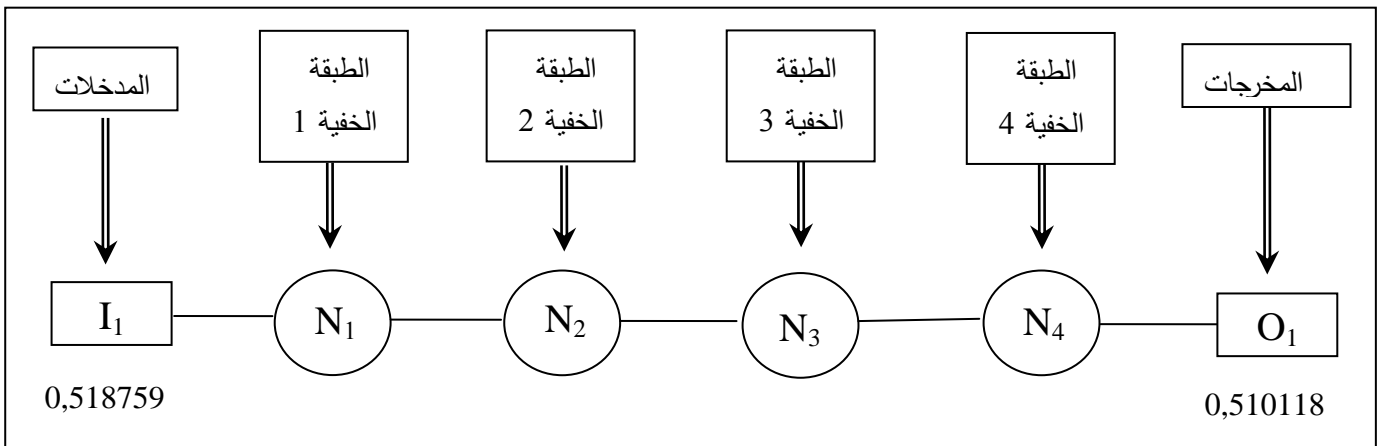 المدخلات
الطبقة
الخفية 1
الطبقة
الخفية 2
الطبقة
الخفية 3
الطبقة
الخفية 4
المخرجات
I₁
N₁
N₂
N₃
N₄
O₁
0,518759
0,510118